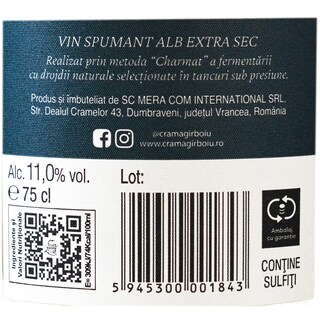 VIN SPUMANT ALB EXTRA SEC
Realizat prin metoda "Charmat" a fermentării
cu drojdii naturale selecționate în tancuri sub presiune.
Produs și îmbuteliat de SC MERA COM INTERNATIONAL SRL.
Str. Dealul Cramelor 43, Dumbraveni, județul Vrancea, România
@cramagirboiu
www.cramagirboiu.ro
Alc. 11,0% vol.
℮ 75 cl
Lot:
Ingrediente și
Valori Nutriționale
E= 309kJ/74Kcal/100ml
5 945300 001843
Ambalaj
cu garanție
CONȚINE
SULFIȚI